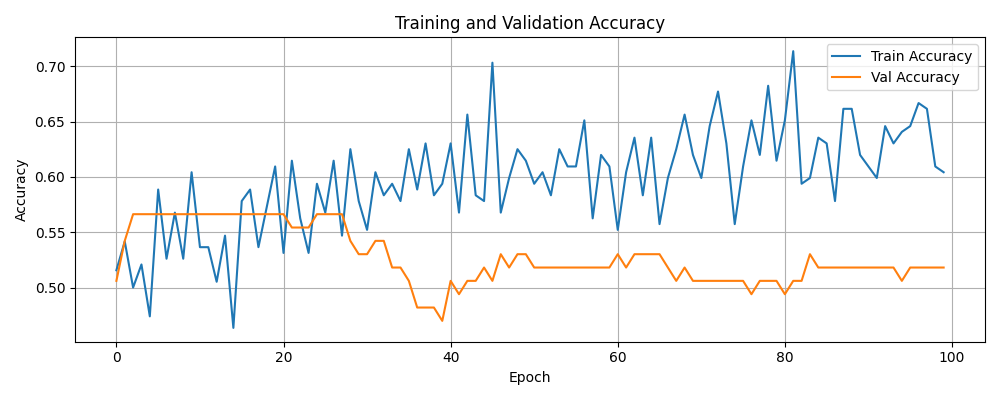 Training and Validation Accuracy
Train Accuracy
Val Accuracy
Accuracy
0.70
0.65
0.60
0.55
0.50
0
20
40
60
80
100
Epoch